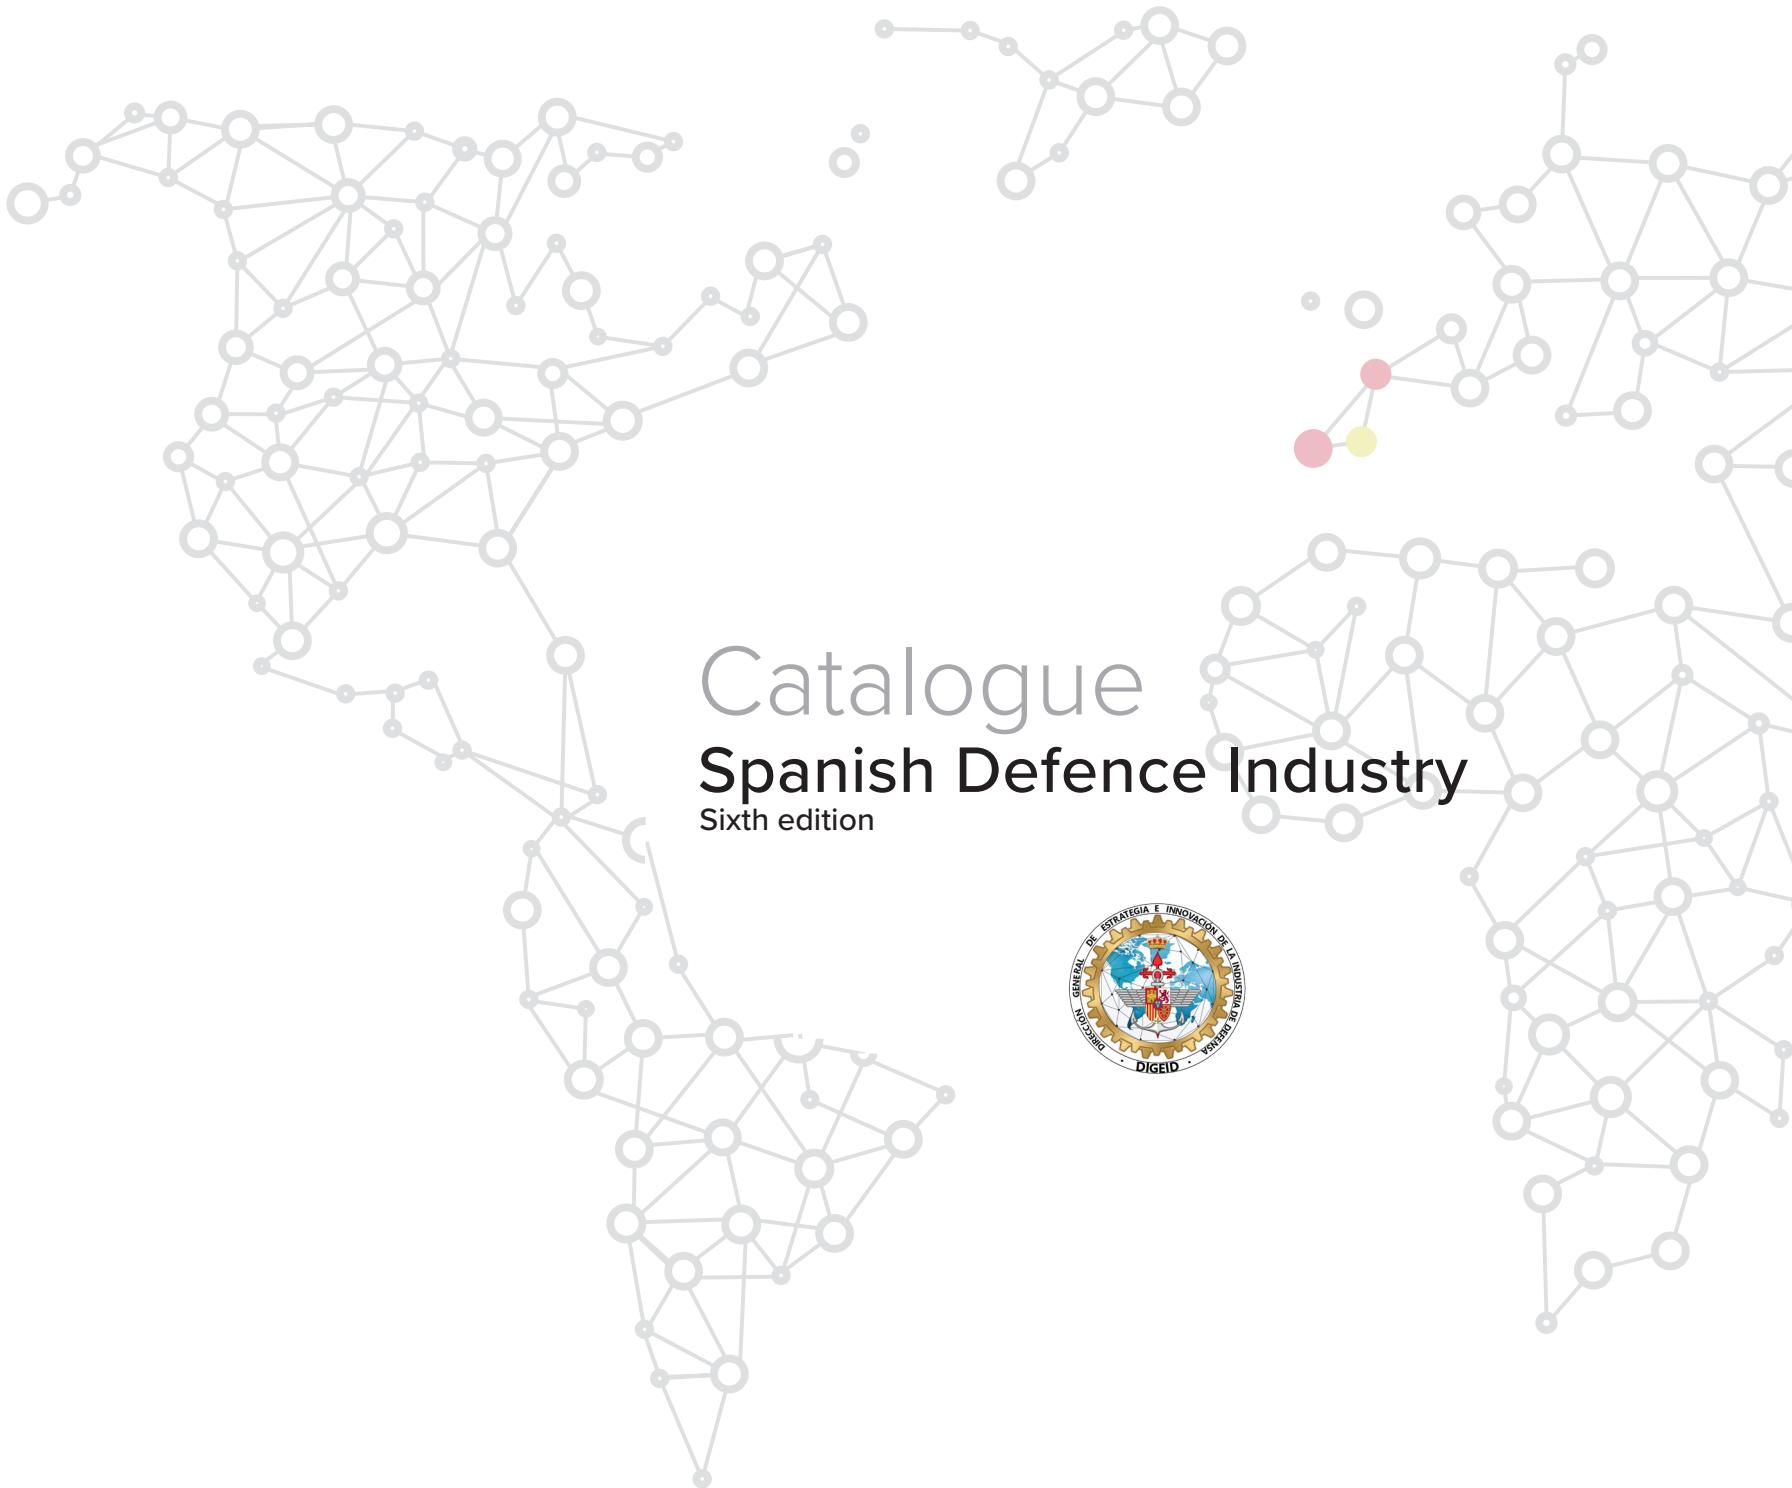 Catalogue
Spanish Defence Industry
Sixth edition
DIRECCIÓN GENERAL DE ESTRATEGIA E INNOVACIÓN DE LA INDUSTRIA DE DEFENSA
· DIGEID ·